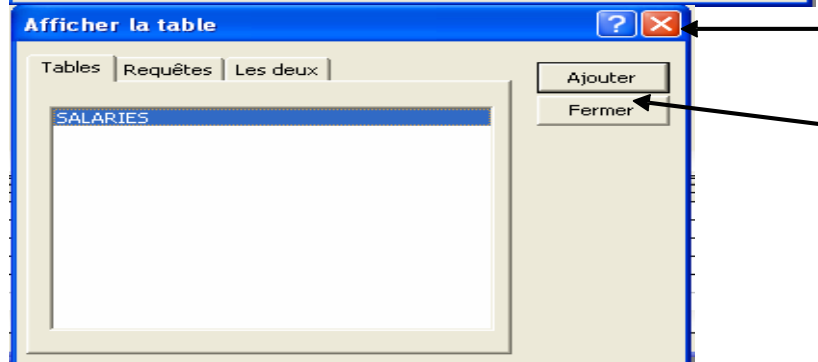 Afficher la table
Tables Requêtes Les deux
Ajouter
Fermer
SALARIES